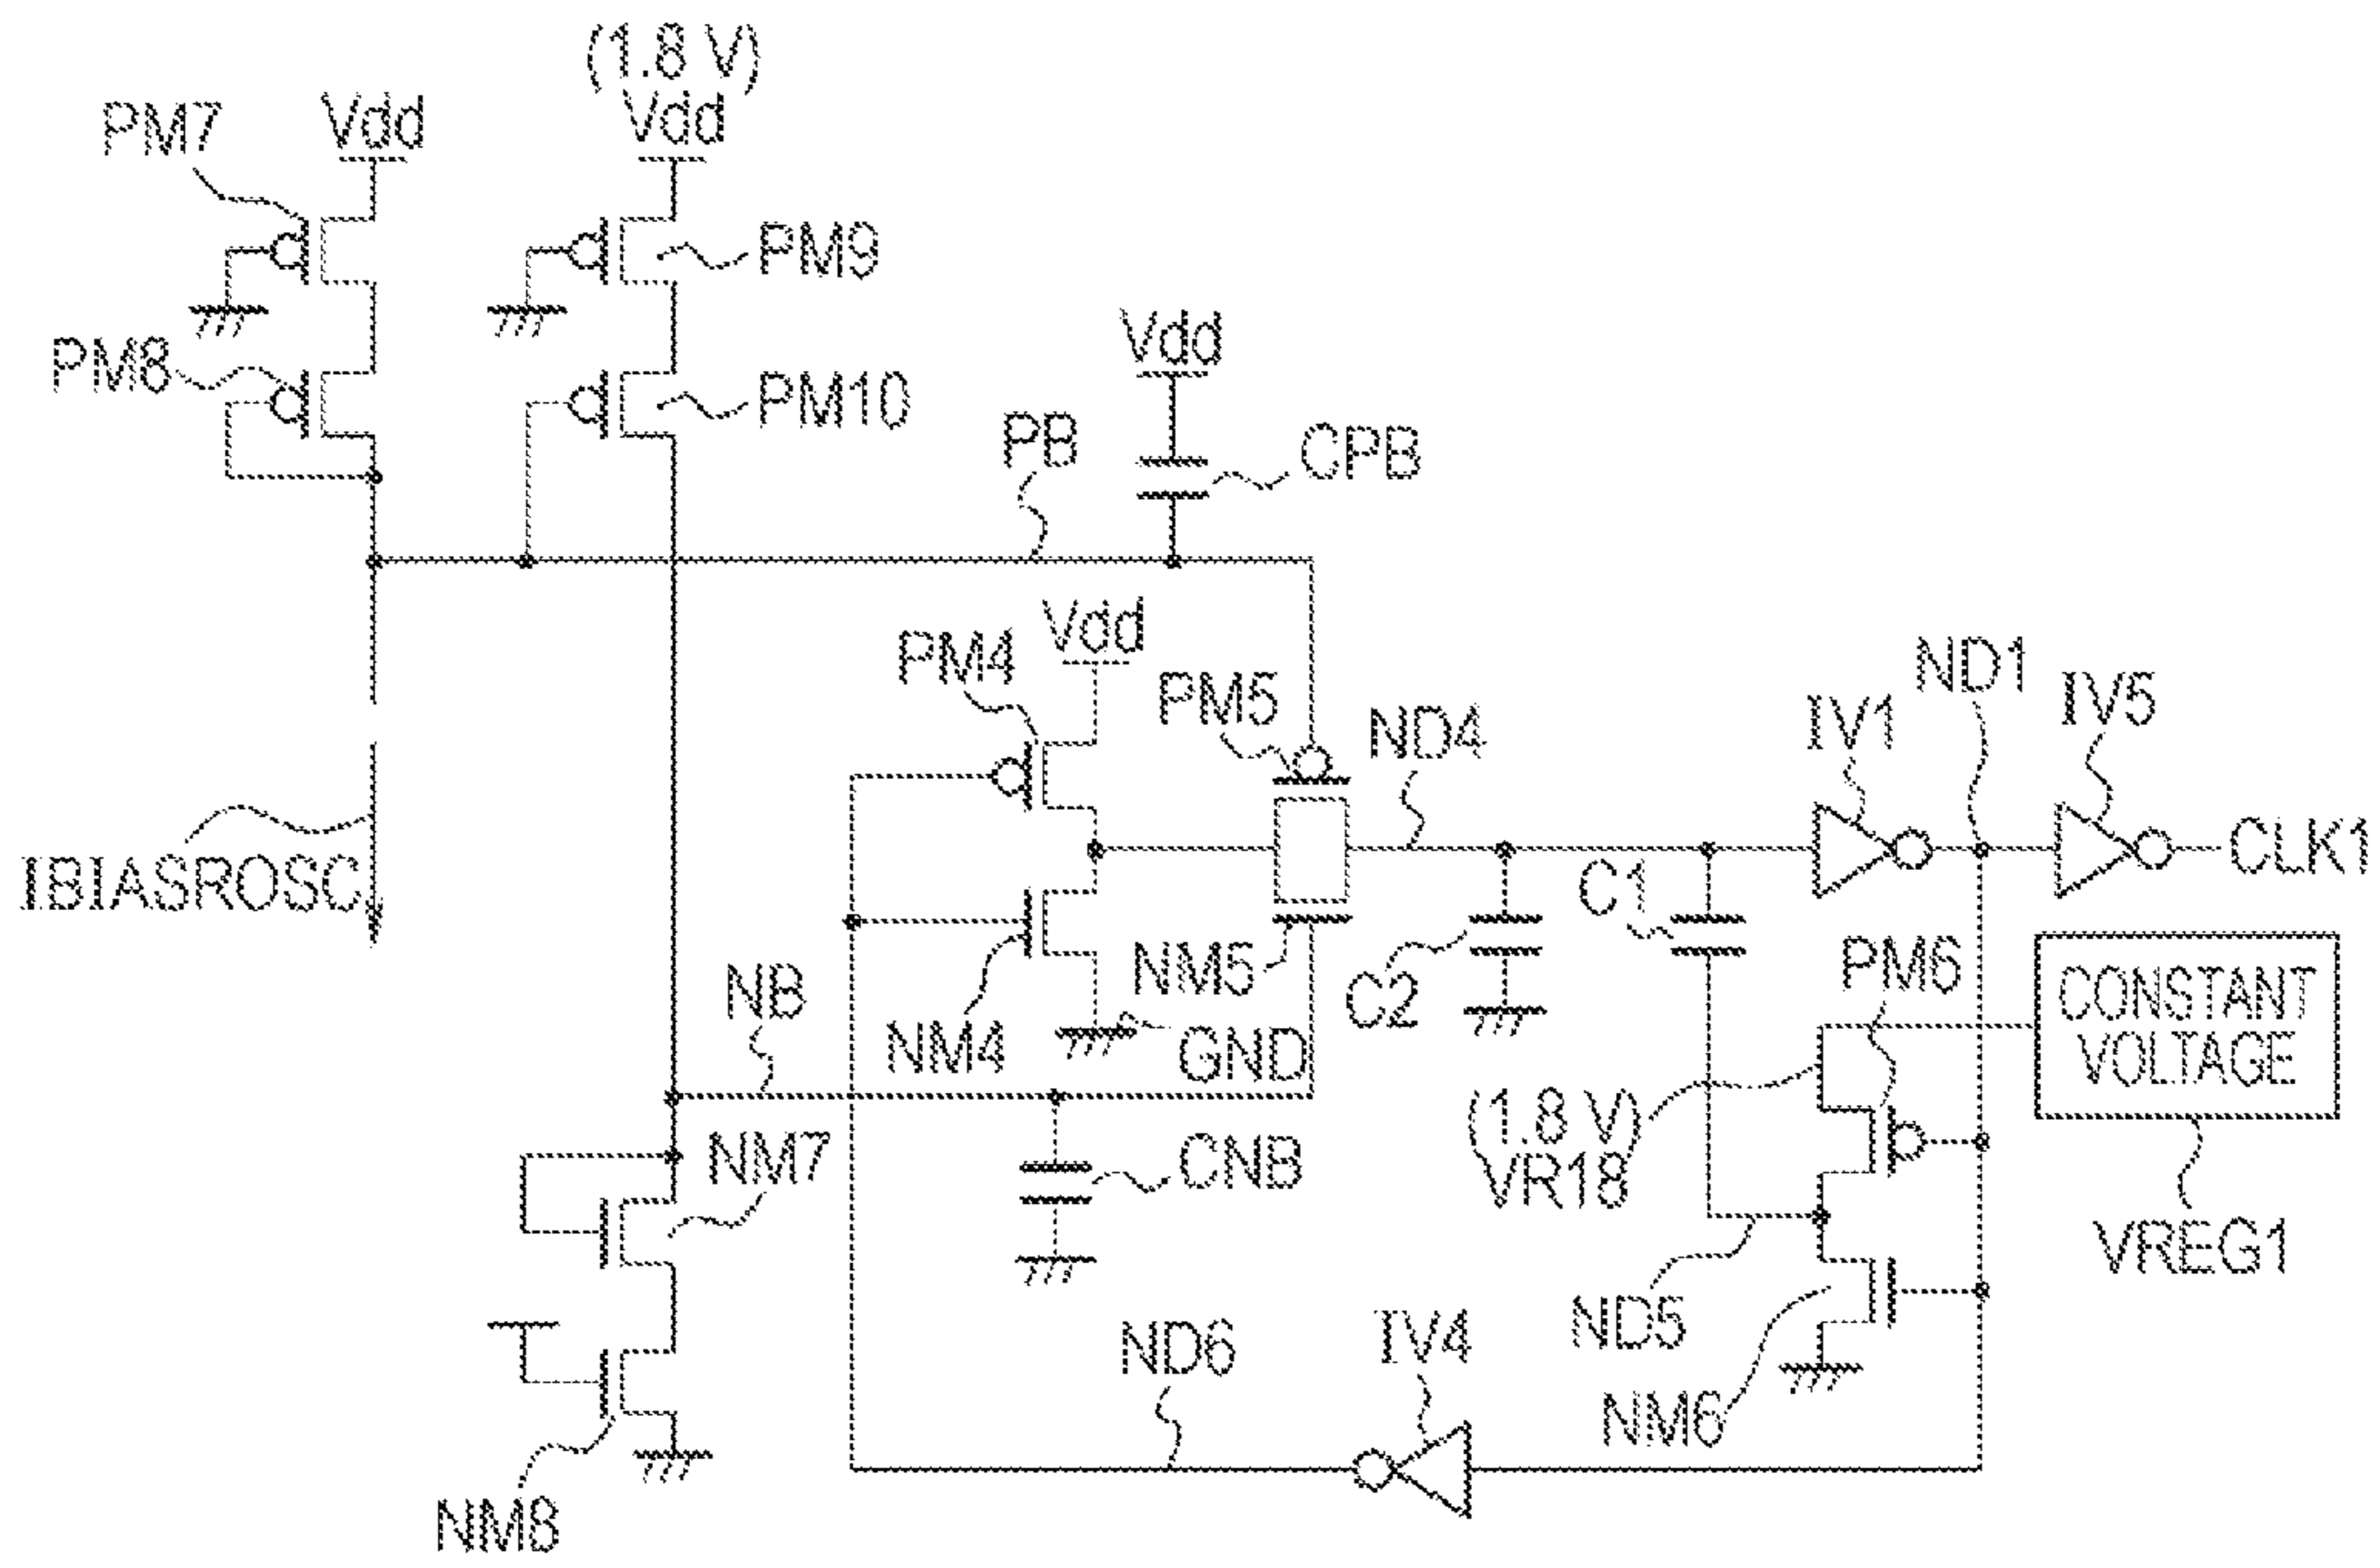 (1.8 V)
PM7
Vdd
Vdd
PM9
PM8
PM10
Vdd
PB
CPB
PM4
Vdd
PM5
ND4
ND1
IV1
IV5
IBIASROSC
CLK1
C1
NM5
C2
PM6
CONSTANT
VOLTAGE
NB
NM4
GND
(1.8 V)
VR18
NM7
CNB
VREG1
ND5
ND6
IV4
NM6
NM8